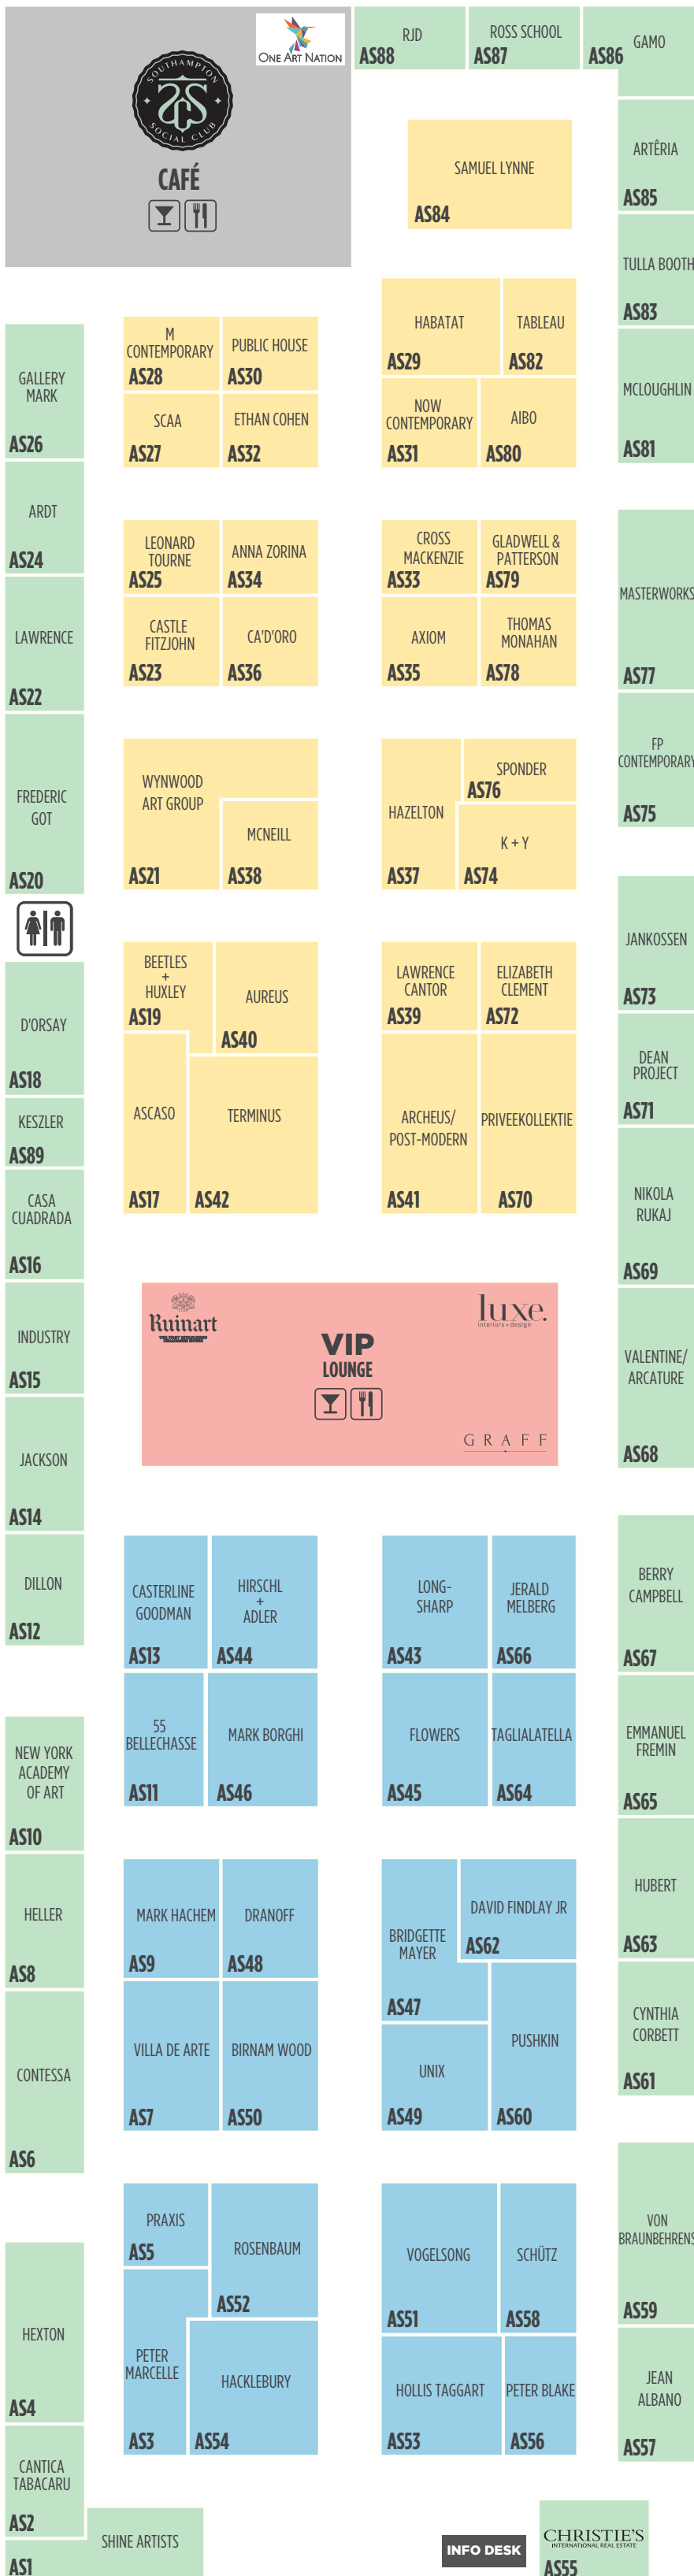 SOUTHAMPTON
SOCIAL CLUB
CAFÉ
ONE ART NATION
RJD
AS88
ROSS SCHOOL
AS87
GAMO
AS86
ARTÊRIA
AS85
SAMUEL LYNNE
AS84
TULLA BOOTH
AS83
HABATAT
AS29
TABLEAU
AS82
MCLOUGHLIN
AS81
NOW
CONTEMPORARY
AS31
AIBO
AS80
M
CONTEMPORARY
AS28
PUBLIC HOUSE
AS30
SCAA
AS27
ETHAN COHEN
AS32
GALLERY
MARK
AS26
ARDT
AS24
LEONARD
TOURNE
AS25
ANNA ZORINA
AS34
CROSS
MACKENZIE
AS33
GLADWELL &
PATTERSON
AS79
MASTERWORKS
AS77
LAWRENCE
AS22
CASTLE
FITZJOHN
AS23
CA'D'ORO
AS36
AXIOM
AS35
THOMAS
MONAHAN
AS78
FREDERIC
GOT
AS20
WYNWOOD
ART GROUP
AS21
MCNEILL
AS38
HAZELTON
AS37
SPONDER
AS76
K + Y
AS74
FP
CONTEMPORARY
AS75
JANKOSSEN
AS73
D'ORSAY
AS18
BEETLES
+
HUXLEY
AS19
AUREUS
AS40
LAWRENCE
CANTOR
AS39
ELIZABETH
CLEMENT
AS72
DEAN
PROJECT
AS71
KESZLER
AS89
ASCASO
AS17
TERMINUS
AS42
ARCHEUS/
POST-MODERN
AS41
PRIVEEKOLLEKTIE
AS70
NIKOLA
RUKAJ
AS69
CASA
CUADRADA
AS16
INDUSTRY
AS15
Ruinart
VIP
LOUNGE
luxe.
interiors + design
GRAFF
VALENTINE/
ARCATURE
AS68
JACKSON
AS14
DILLON
AS12
CASTERLINE
GOODMAN
AS13
HIRSCHL
+
ADLER
AS44
LONG-
SHARP
AS43
JERALD
MELBERG
AS66
BERRY
CAMPBELL
AS67
55
BELLECHASSE
AS11
MARK BORGHI
AS46
FLOWERS
AS45
TAGLIALATELLA
AS64
EMMANUEL
FREMIN
AS65
NEW YORK
ACADEMY
OF ART
AS10
HELLER
AS8
MARK HACHEM
AS9
DRANOFF
AS48
BRIDGETTE
MAYER
AS47
DAVID FINDLAY JR
AS62
HUBERT
AS63
CONTESSA
AS6
VILLA DE ARTE
AS7
BIRNAM WOOD
AS50
UNIX
AS49
PUSHKIN
AS60
CYNTHIA
CORBETT
AS61
PRAXIS
AS5
ROSENBAUM
AS52
VOGELSONG
AS51
SCHÜTZ
AS58
VON
BRAUNBEHRENS
AS59
HEXTON
AS4
PETER
MARCELLE
AS3
HACKLEBURY
AS54
HOLLIS TAGGART
AS53
PETER BLAKE
AS56
JEAN
ALBANO
AS57
CANTICA
TABACARU
AS2
SHINE ARTISTS
AS1
INFO DESK
CHRISTIE'S
INTERNATIONAL REAL ESTATE
AS55